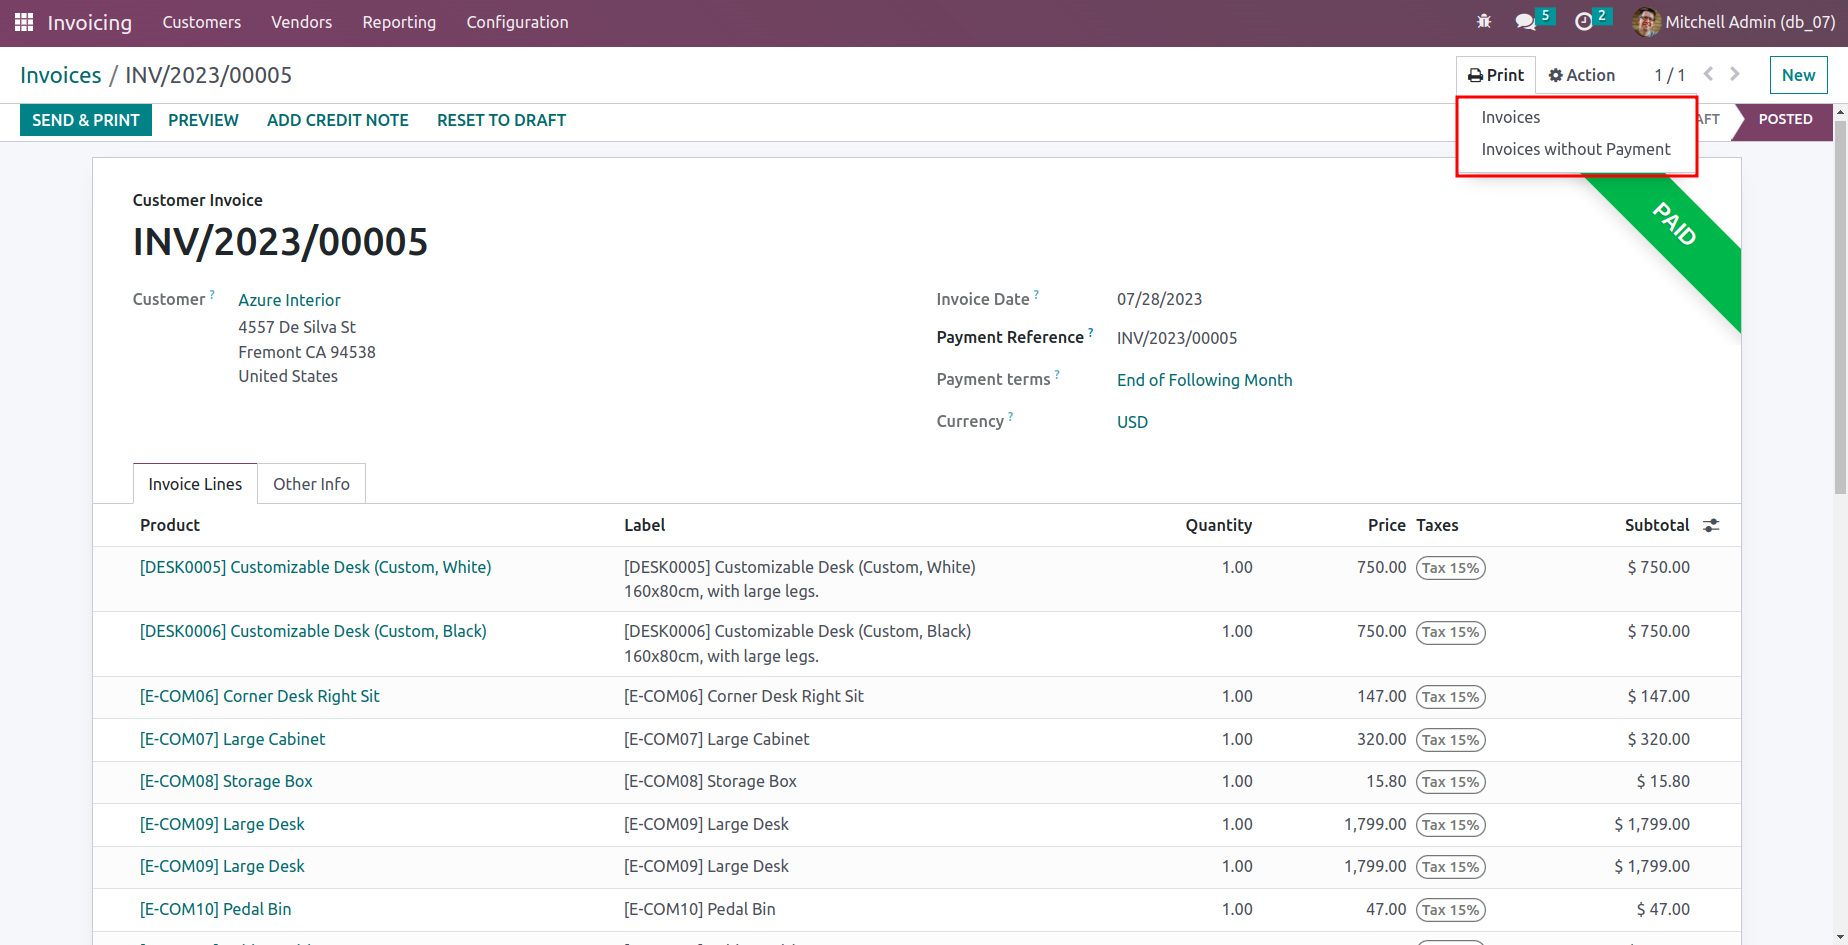 Invoicing Customers Vendors Reporting Configuration 5 2 Mitchell Admin (db_07)
Invoices / INV/2023/00005 Print Action 1 / 1 New
SEND & PRINT PREVIEW ADD CREDIT NOTE RESET TO DRAFT AFT POSTED
Invoices
Invoices without Payment
PAID
Customer Invoice
INV/2023/00005
Customer ? Azure Interior
4557 De Silva St
Fremont CA 94538
United States
Invoice Date ? 07/28/2023
Payment Reference ? INV/2023/00005
Payment terms ? End of Following Month
Currency ? USD
Invoice Lines Other Info
Product Label Quantity Price Taxes Subtotal
[DESK0005] Customizable Desk (Custom, White) [DESK0005] Customizable Desk (Custom, White) 1.00 750.00 Tax 15% $ 750.00
160x80cm, with large legs.
[DESK0006] Customizable Desk (Custom, Black) [DESK0006] Customizable Desk (Custom, Black) 1.00 750.00 Tax 15% $ 750.00
160x80cm, with large legs.
[E-COM06] Corner Desk Right Sit [E-COM06] Corner Desk Right Sit 1.00 147.00 Tax 15% $ 147.00
[E-COM07] Large Cabinet [E-COM07] Large Cabinet 1.00 320.00 Tax 15% $ 320.00
[E-COM08] Storage Box [E-COM08] Storage Box 1.00 15.80 Tax 15% $ 15.80
[E-COM09] Large Desk [E-COM09] Large Desk 1.00 1,799.00 Tax 15% $ 1,799.00
[E-COM09] Large Desk [E-COM09] Large Desk 1.00 1,799.00 Tax 15% $ 1,799.00
[E-COM10] Pedal Bin [E-COM10] Pedal Bin 1.00 47.00 Tax 15% $ 47.00